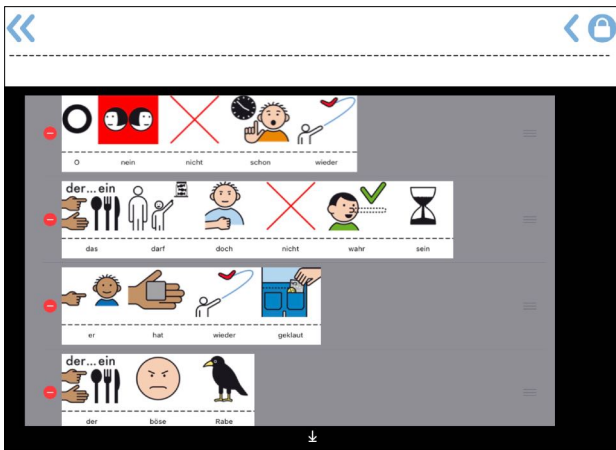 O nein nicht schon wieder
der...ein
das darf doch nicht wahr sein
er hat wieder geklaut
der...ein
der böse Rabe